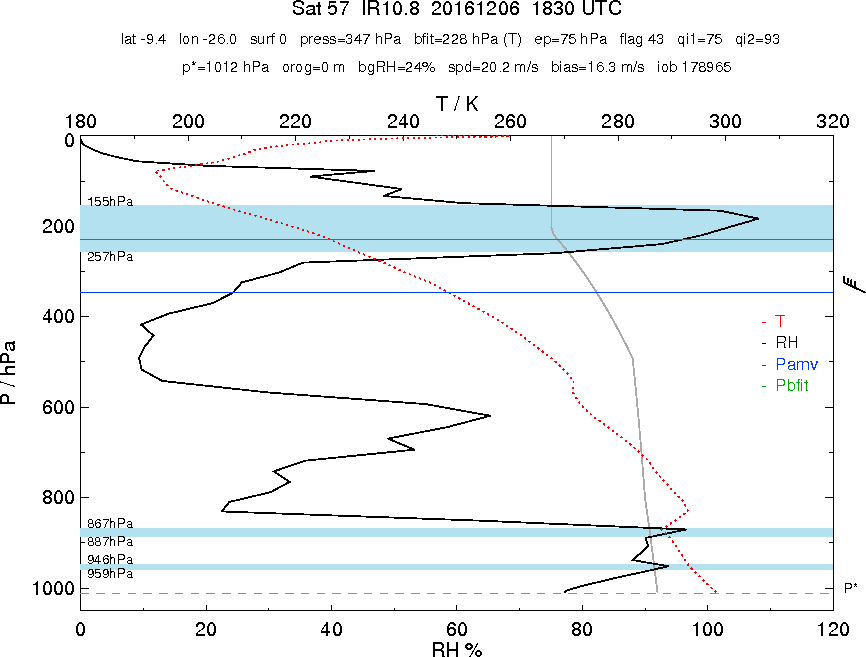 Sat 57 IR10.8 20161206 1830 UTC
lat -9.4 lon -26.0 surf 0 press=347 hPa bfit=228 hPa (T) ep=75 hPa flag 43 qi1=75 qi2=93
p*=1012 hPa orog=0 m bgRH=24% spd=20.2 m/s bias=16.3 m/s iob 178965
T / K
180 200 220 240 260 280 300 320
0
155hPa
200
257hPa
400
- T
- RH
- Pamv
- Pbfit
P / hPa
600
800
867hPa
887hPa
946hPa
959hPa
1000
P*
0 20 40 60 80 100 120
RH %